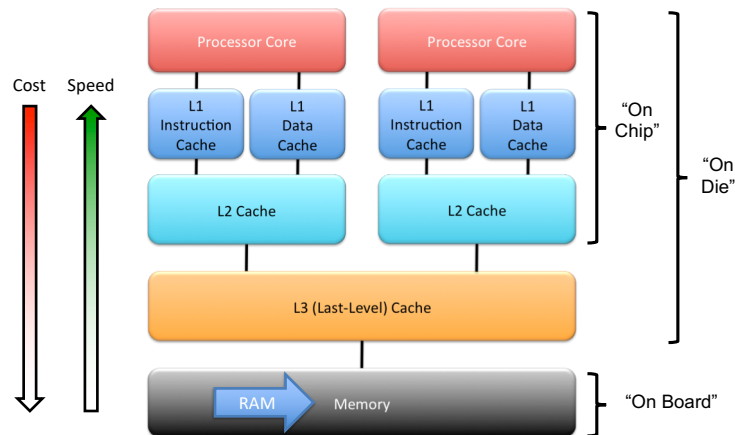 Processor Core
Processor Core
Cost
Speed
L1
Instruction
Cache
L1
Data
Cache
L1
Instruction
Cache
L1
Data
Cache
“On
Chip”
“On
Die”
L2 Cache
L2 Cache
L3 (Last-Level) Cache
RAM
Memory
“On Board”